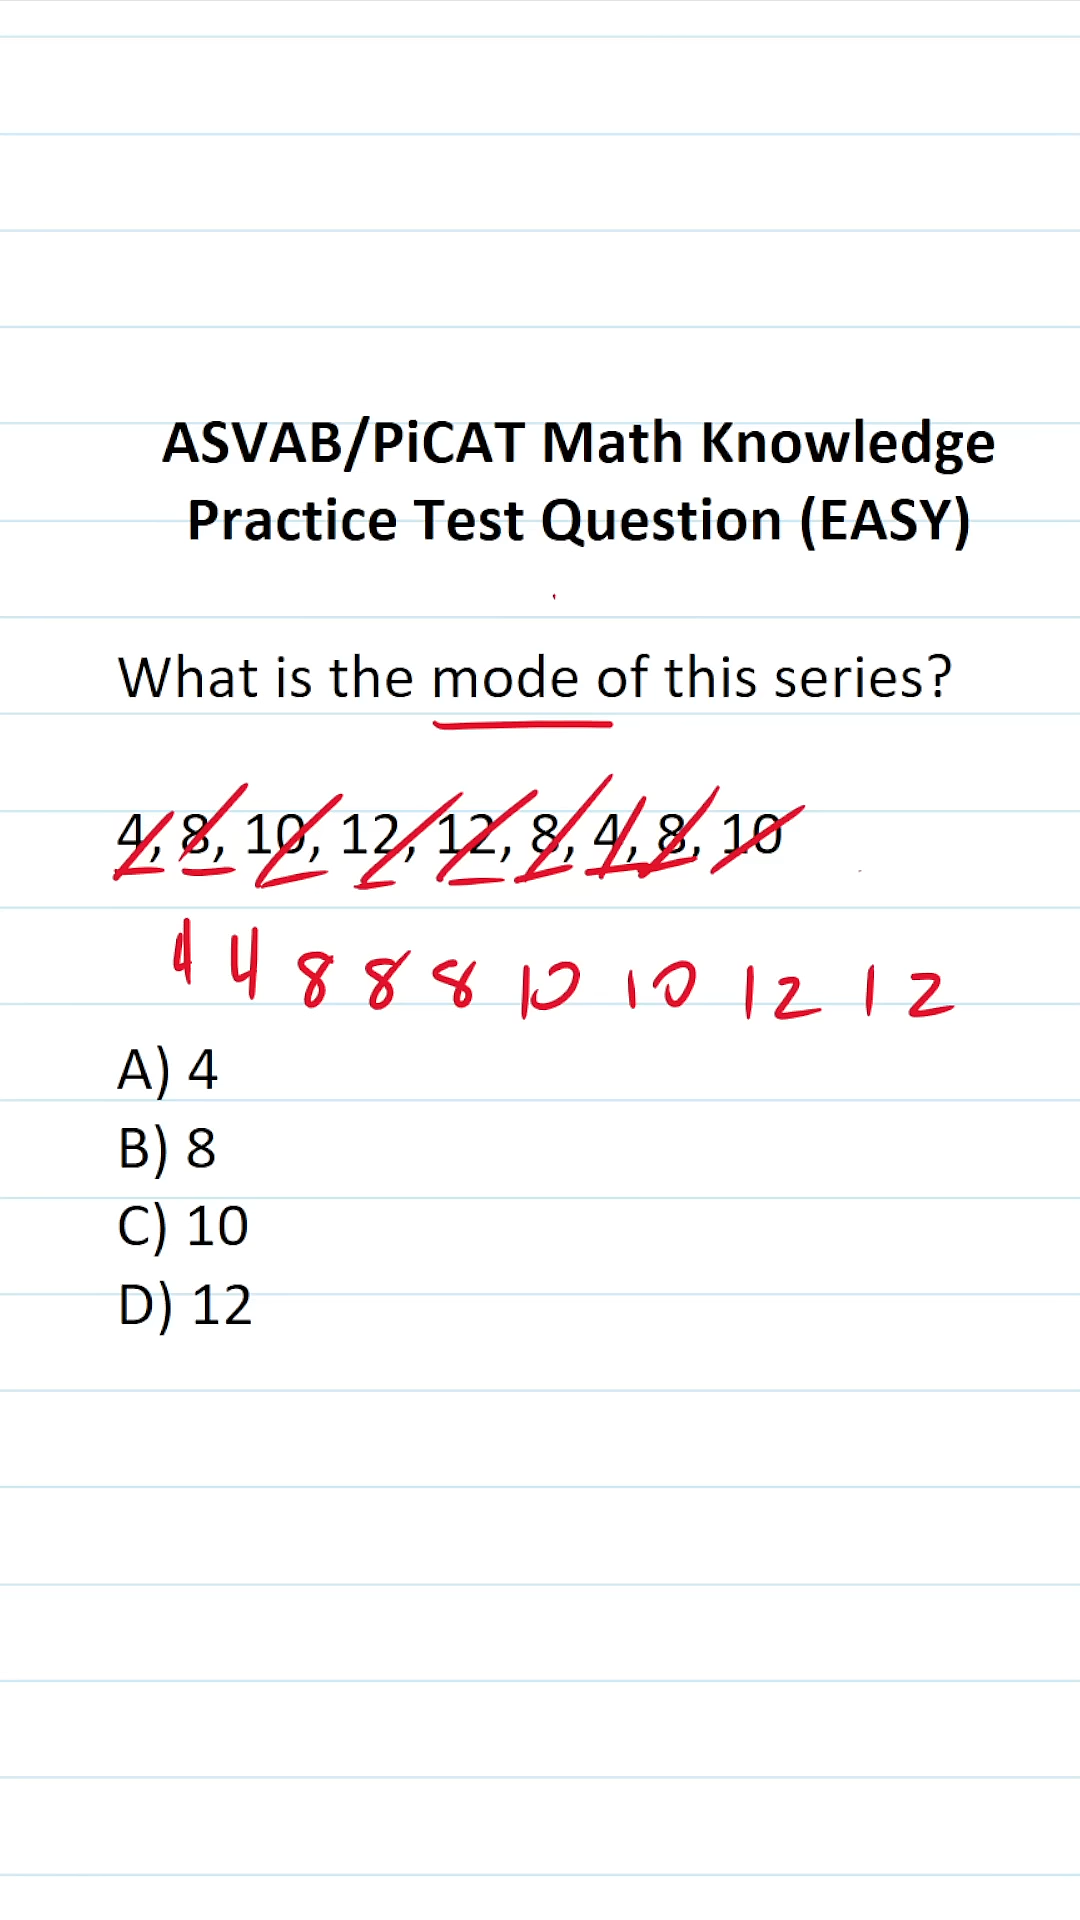 ASVAB/PiCAT Math Knowledge
Practice Test Question (EASY)
What is the mode of this series?
4, 8, 10, 12, 12, 8, 4, 8, 10
4 4 8 8 8 10 10 12 12
A) 4
B) 8
C) 10
D) 12